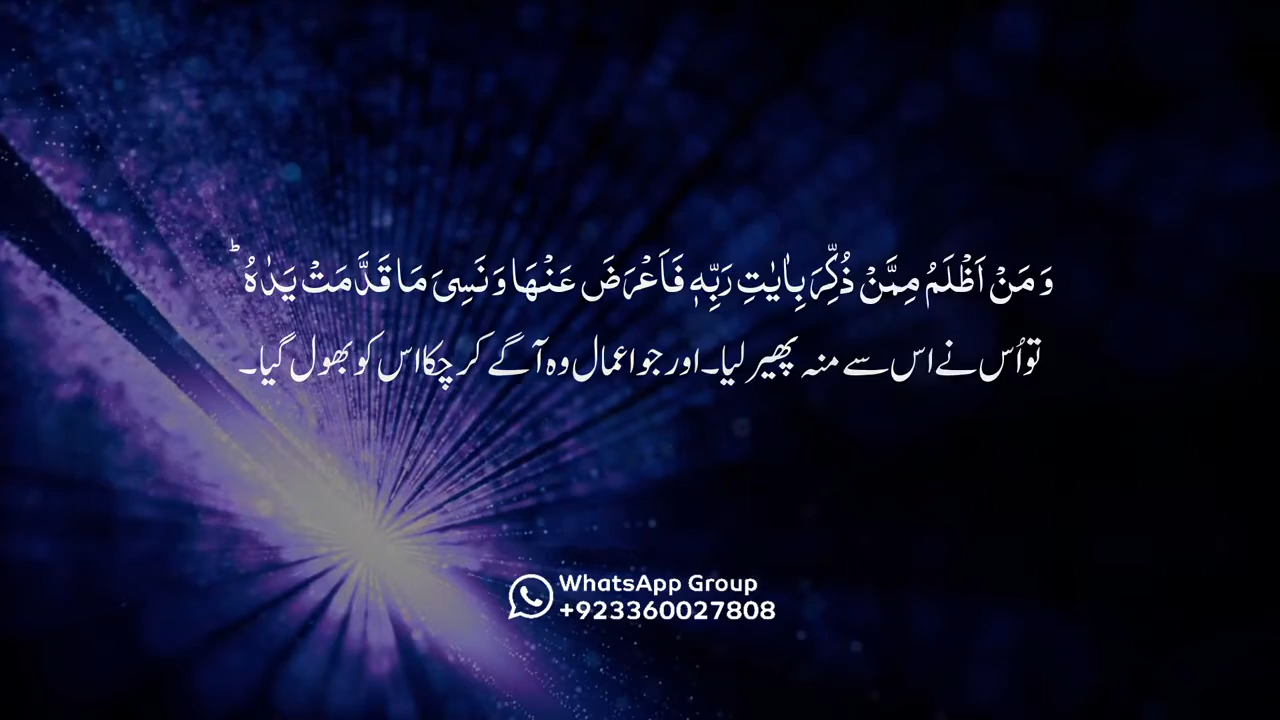 وَ مَنْ اَظْلَمُ مِمَّنْ ذُكِّرَ بِاٰیٰتِ رَبِّهٖ فَاَعْرَضَ عَنْهَا وَ نَسِیَ مَا قَدَّمَتْ یَدٰهُ ؕ
تو اُس نے اس سے منہ پھیر لیا۔ اور جو اعمال وہ آگے کر چکا اس کو بھول گیا۔
WhatsApp Group
+923360027808